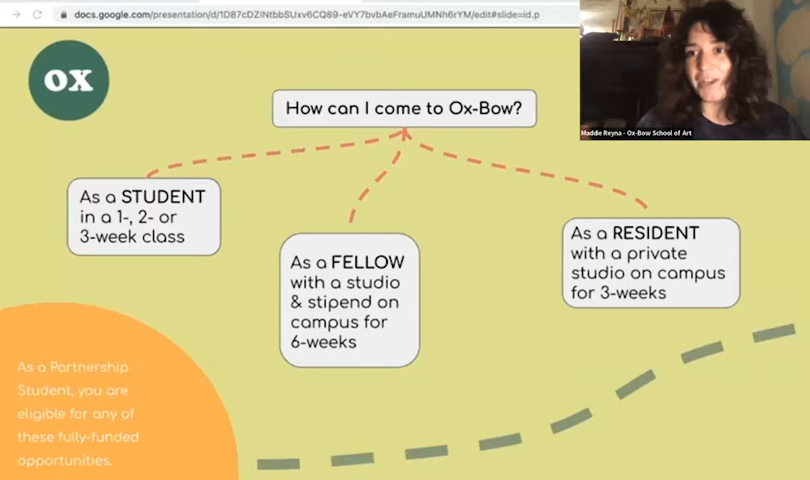 docs.google.com/presentation/d/1D87cDZINtbbSUxv6CQ89-eVY7bvbAeFramuUMNh6rYM/edit#slide=id.p
Maddie Reyna - Ox-Bow School of Art
OX
How can I come to Ox-Bow?
As a STUDENT
in a 1-, 2- or
3-week class
As a FELLOW
with a studio
& stipend on
campus for
6-weeks
As a RESIDENT
with a private
studio on campus
for 3-weeks
As a Partnership
Student, you are
eligible for any of
these fully-funded
opportunities.